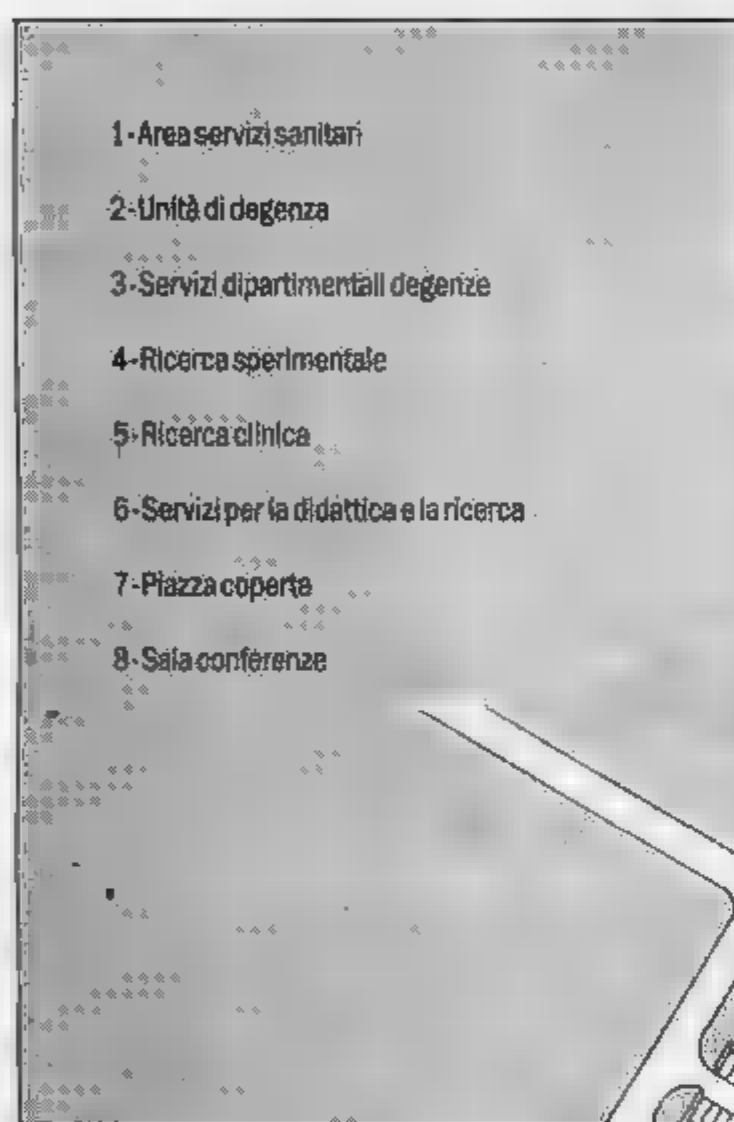 1-Area servizi sanitari
2-Unità di degenza
3-Servizi dipartimentali degenze
4-Ricerca sperimentale
5-Ricerca clinica
6-Servizi per la didattica e la ricerca
7-Piazza coperta
8-Sala conferenze